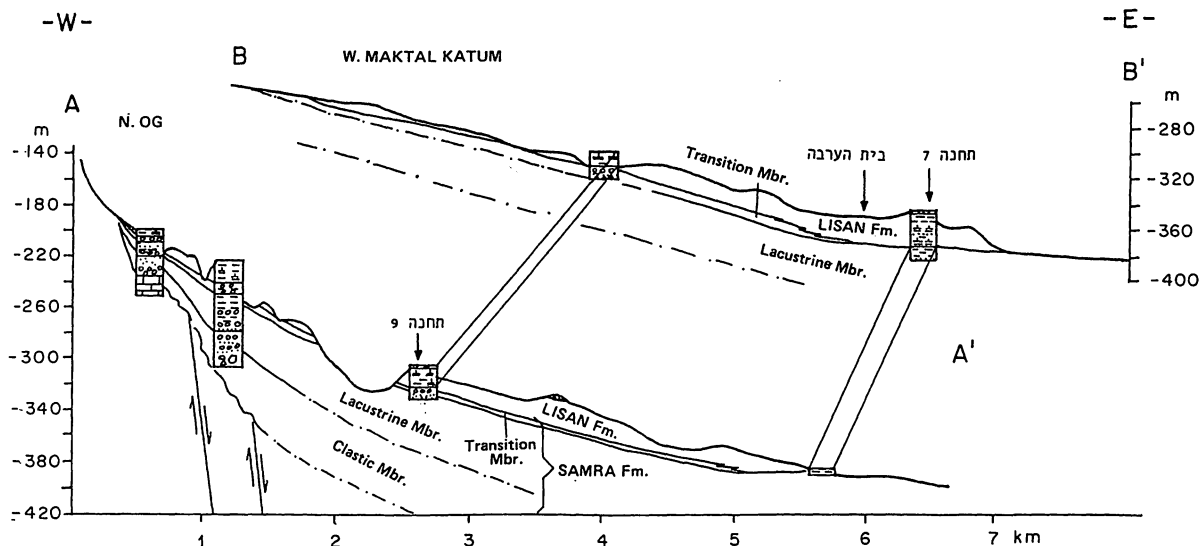 -W-
-E-
B
W. MAKTAL KATUM
B'
A
m
N. OG
m
-280
-140
Transition Mbr.
בית הערבה
תחנה 7
-320
-180
LISAN Fm.
-360
-220
Lacustrine Mbr.
-400
-260
תחנה 9
A'
-300
-340
Lacustrine Mbr.
LISAN Fm.
Transition
Mbr.
Clastic Mbr.
SAMRA Fm.
-380
-420
1
2
3
4
5
6
7
km